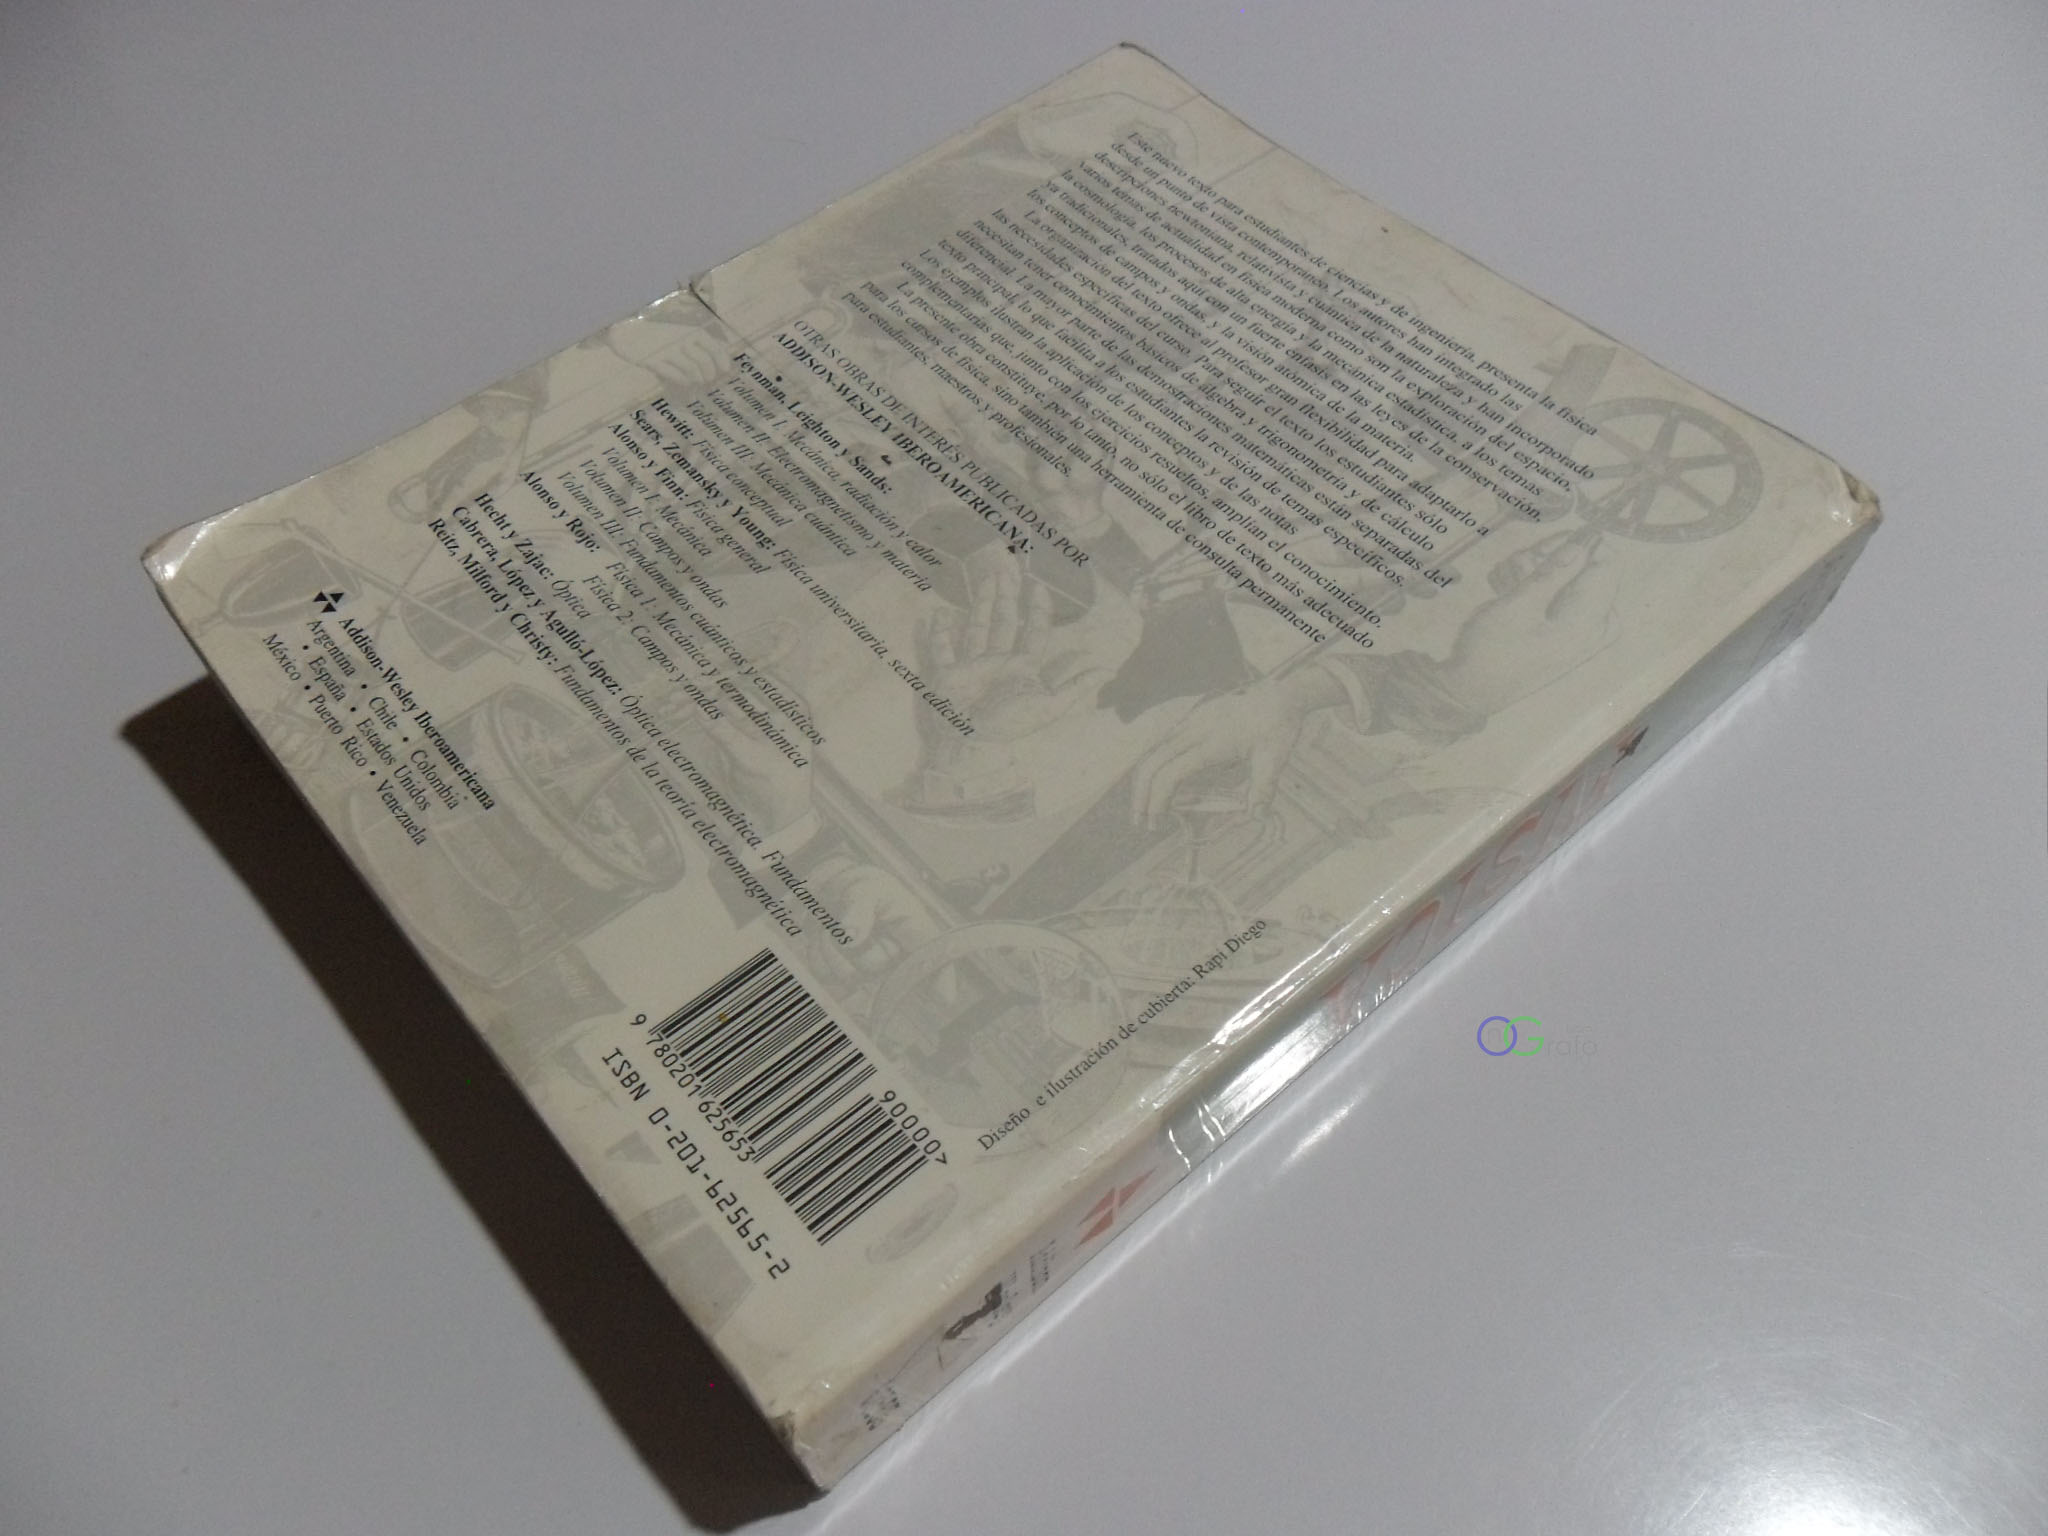 Este nuevo texto para estudiantes de ciencias y de ingeniería, presenta la física
desde un punto de vista contemporáneo. Los autores han integrado las
descripciones newtoniana, relativista y cuántica de la naturaleza y han incorporado
varios temas de actualidad en física moderna como son la exploración del espacio,
la cosmología, los procesos de alta energía y la mecánica estadística, a los temas
ya tradicionales, tratados aquí con un fuerte énfasis en las leyes de la conservación,
los conceptos de campos y ondas, y la visión atómica de la materia.
La organización del texto ofrece al profesor gran flexibilidad para adaptarlo a
las necesidades específicas del curso. Para seguir el texto los estudiantes sólo
necesitan tener conocimientos básicos de álgebra y trigonometría y de cálculo
diferencial. La mayor parte de las demostraciones matemáticas están separadas del
texto principal, lo que facilita a los estudiantes la revisión de temas específicos.
Los ejemplos ilustran la aplicación de los conceptos y de las notas
complementarias que, junto con los ejercicios resueltos, amplían el conocimiento.
La presente obra constituye, por lo tanto, no sólo el libro de texto más adecuado
para los cursos de física, sino también una herramienta de consulta permanente
para estudiantes, maestros y profesionales.
OTRAS OBRAS DE INTERÉS PUBLICADAS POR
ADDISON-WESLEY IBEROAMERICANA:
Feynman, Leighton y Sands:
Volumen I: Mecánica, radiación y calor
Volumen II: Electromagnetismo y materia
Volumen III: Mecánica cuántica
Hewitt: Física conceptual
Sears, Zemansky y Young: Física universitaria, sexta edición
Alonso y Finn: Física general
Volumen I: Mecánica
Volumen II: Campos y ondas
Volumen III: Fundamentos cuánticos y estadísticos
Alonso y Rojo: Física 1: Mecánica y termodinámica
Física 2: Campos y ondas
Hecht y Zajac: Óptica
Cabrera, López y Agulló-López: Óptica electromagnética. Fundamentos
Reitz, Milford y Christy: Fundamentos de la teoría electromagnética
Addison-Wesley Iberoamericana
Argentina • Chile • Colombia
• España • Estados Unidos
México • Puerto Rico • Venezuela
90000>
9 780201 625653
ISBN 0-201-62565-2
Diseño e ilustración de cubierta: Rapi Diego